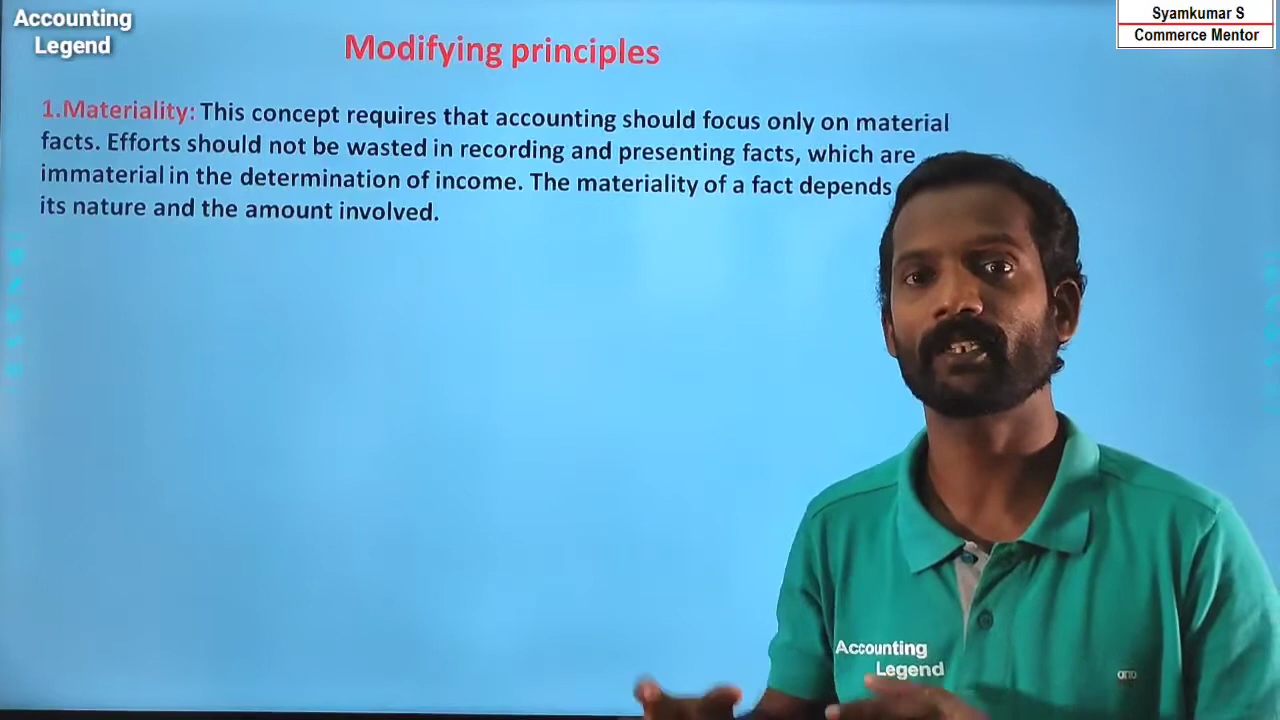 Accounting
Legend
Syamkumar S
Commerce Mentor
Modifying principles
1.Materiality: This concept requires that accounting should focus only on material
facts. Efforts should not be wasted in recording and presenting facts, which are
immaterial in the determination of income. The materiality of a fact depends
its nature and the amount involved.
Accounting
Legend